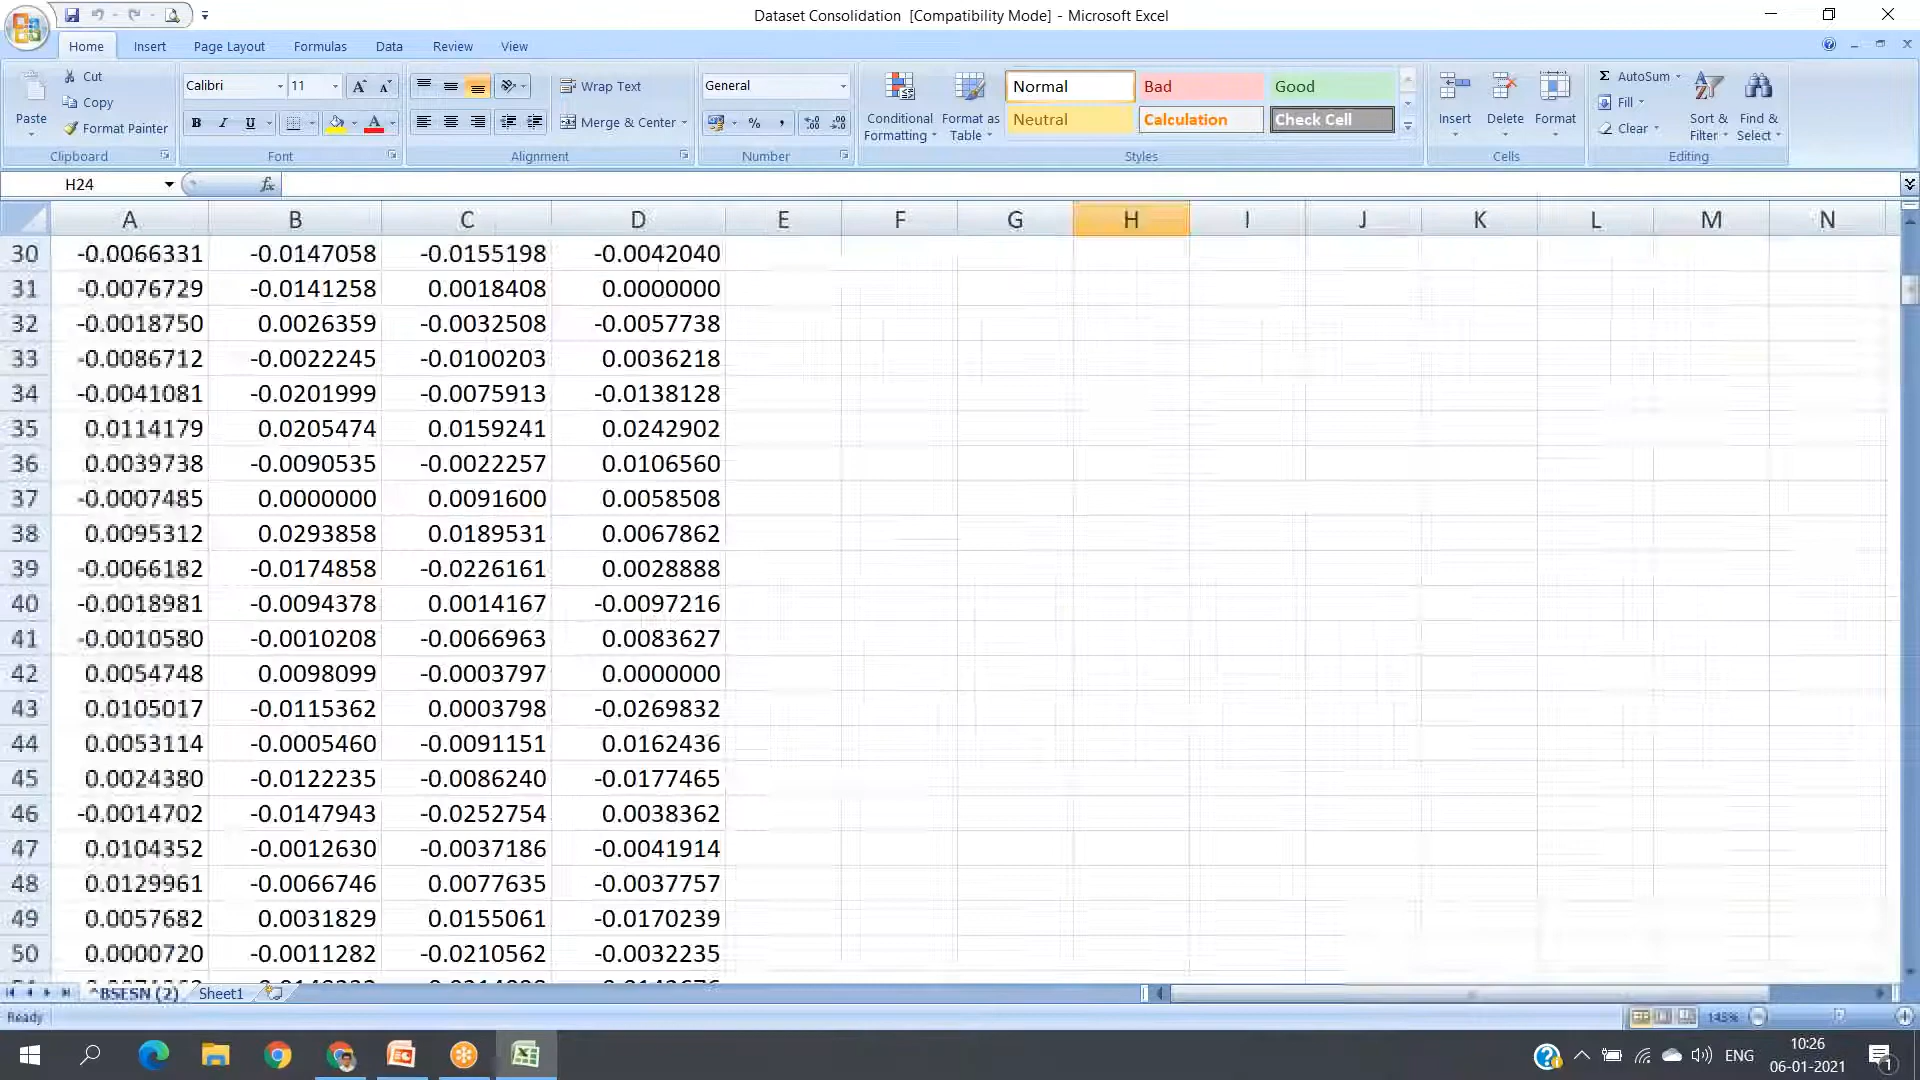 Dataset Consolidation [Compatibility Mode] - Microsoft Excel
Home Insert Page Layout Formulas Data Review View
Paste Cut Copy Format Painter Clipboard
Calibri 11 A A B I U A Font
Wrap Text Merge & Center Alignment
General % , Number
Conditional Formatting Format as Table Normal Bad Good Neutral Calculation Check Cell Styles
Insert Delete Format Cells
Σ AutoSum Fill Clear Sort & Filter Find & Select Editing
H24 fx
A B C D E F G H I J K L M N
30 -0.0066331 -0.0147058 -0.0155198 -0.0042040
31 -0.0076729 -0.0141258 0.0018408 0.0000000
32 -0.0018750 0.0026359 -0.0032508 -0.0057738
33 -0.0086712 -0.0022245 -0.0100203 0.0036218
34 -0.0041081 -0.0201999 -0.0075913 -0.0138128
35 0.0114179 0.0205474 0.0159241 0.0242902
36 0.0039738 -0.0090535 -0.0022257 0.0106560
37 -0.0007485 0.0000000 0.0091600 0.0058508
38 0.0095312 0.0293858 0.0189531 0.0067862
39 -0.0066182 -0.0174858 -0.0226161 0.0028888
40 -0.0018981 -0.0094378 0.0014167 -0.0097216
41 -0.0010580 -0.0010208 -0.0066963 0.0083627
42 0.0054748 0.0098099 -0.0003797 0.0000000
43 0.0105017 -0.0115362 0.0003798 -0.0269832
44 0.0053114 -0.0005460 -0.0091151 0.0162436
45 0.0024380 -0.0122235 -0.0086240 -0.0177465
46 -0.0014702 -0.0147943 -0.0252754 0.0038362
47 0.0104352 -0.0012630 -0.0037186 -0.0041914
48 0.0129961 -0.0066746 0.0077635 -0.0037757
49 0.0057682 0.0031829 0.0155061 -0.0170239
50 0.0000720 -0.0011282 -0.0210562 -0.0032235
^BSESN (2) Sheet1
Ready 145%
ENG 10:26
06-01-2021 1